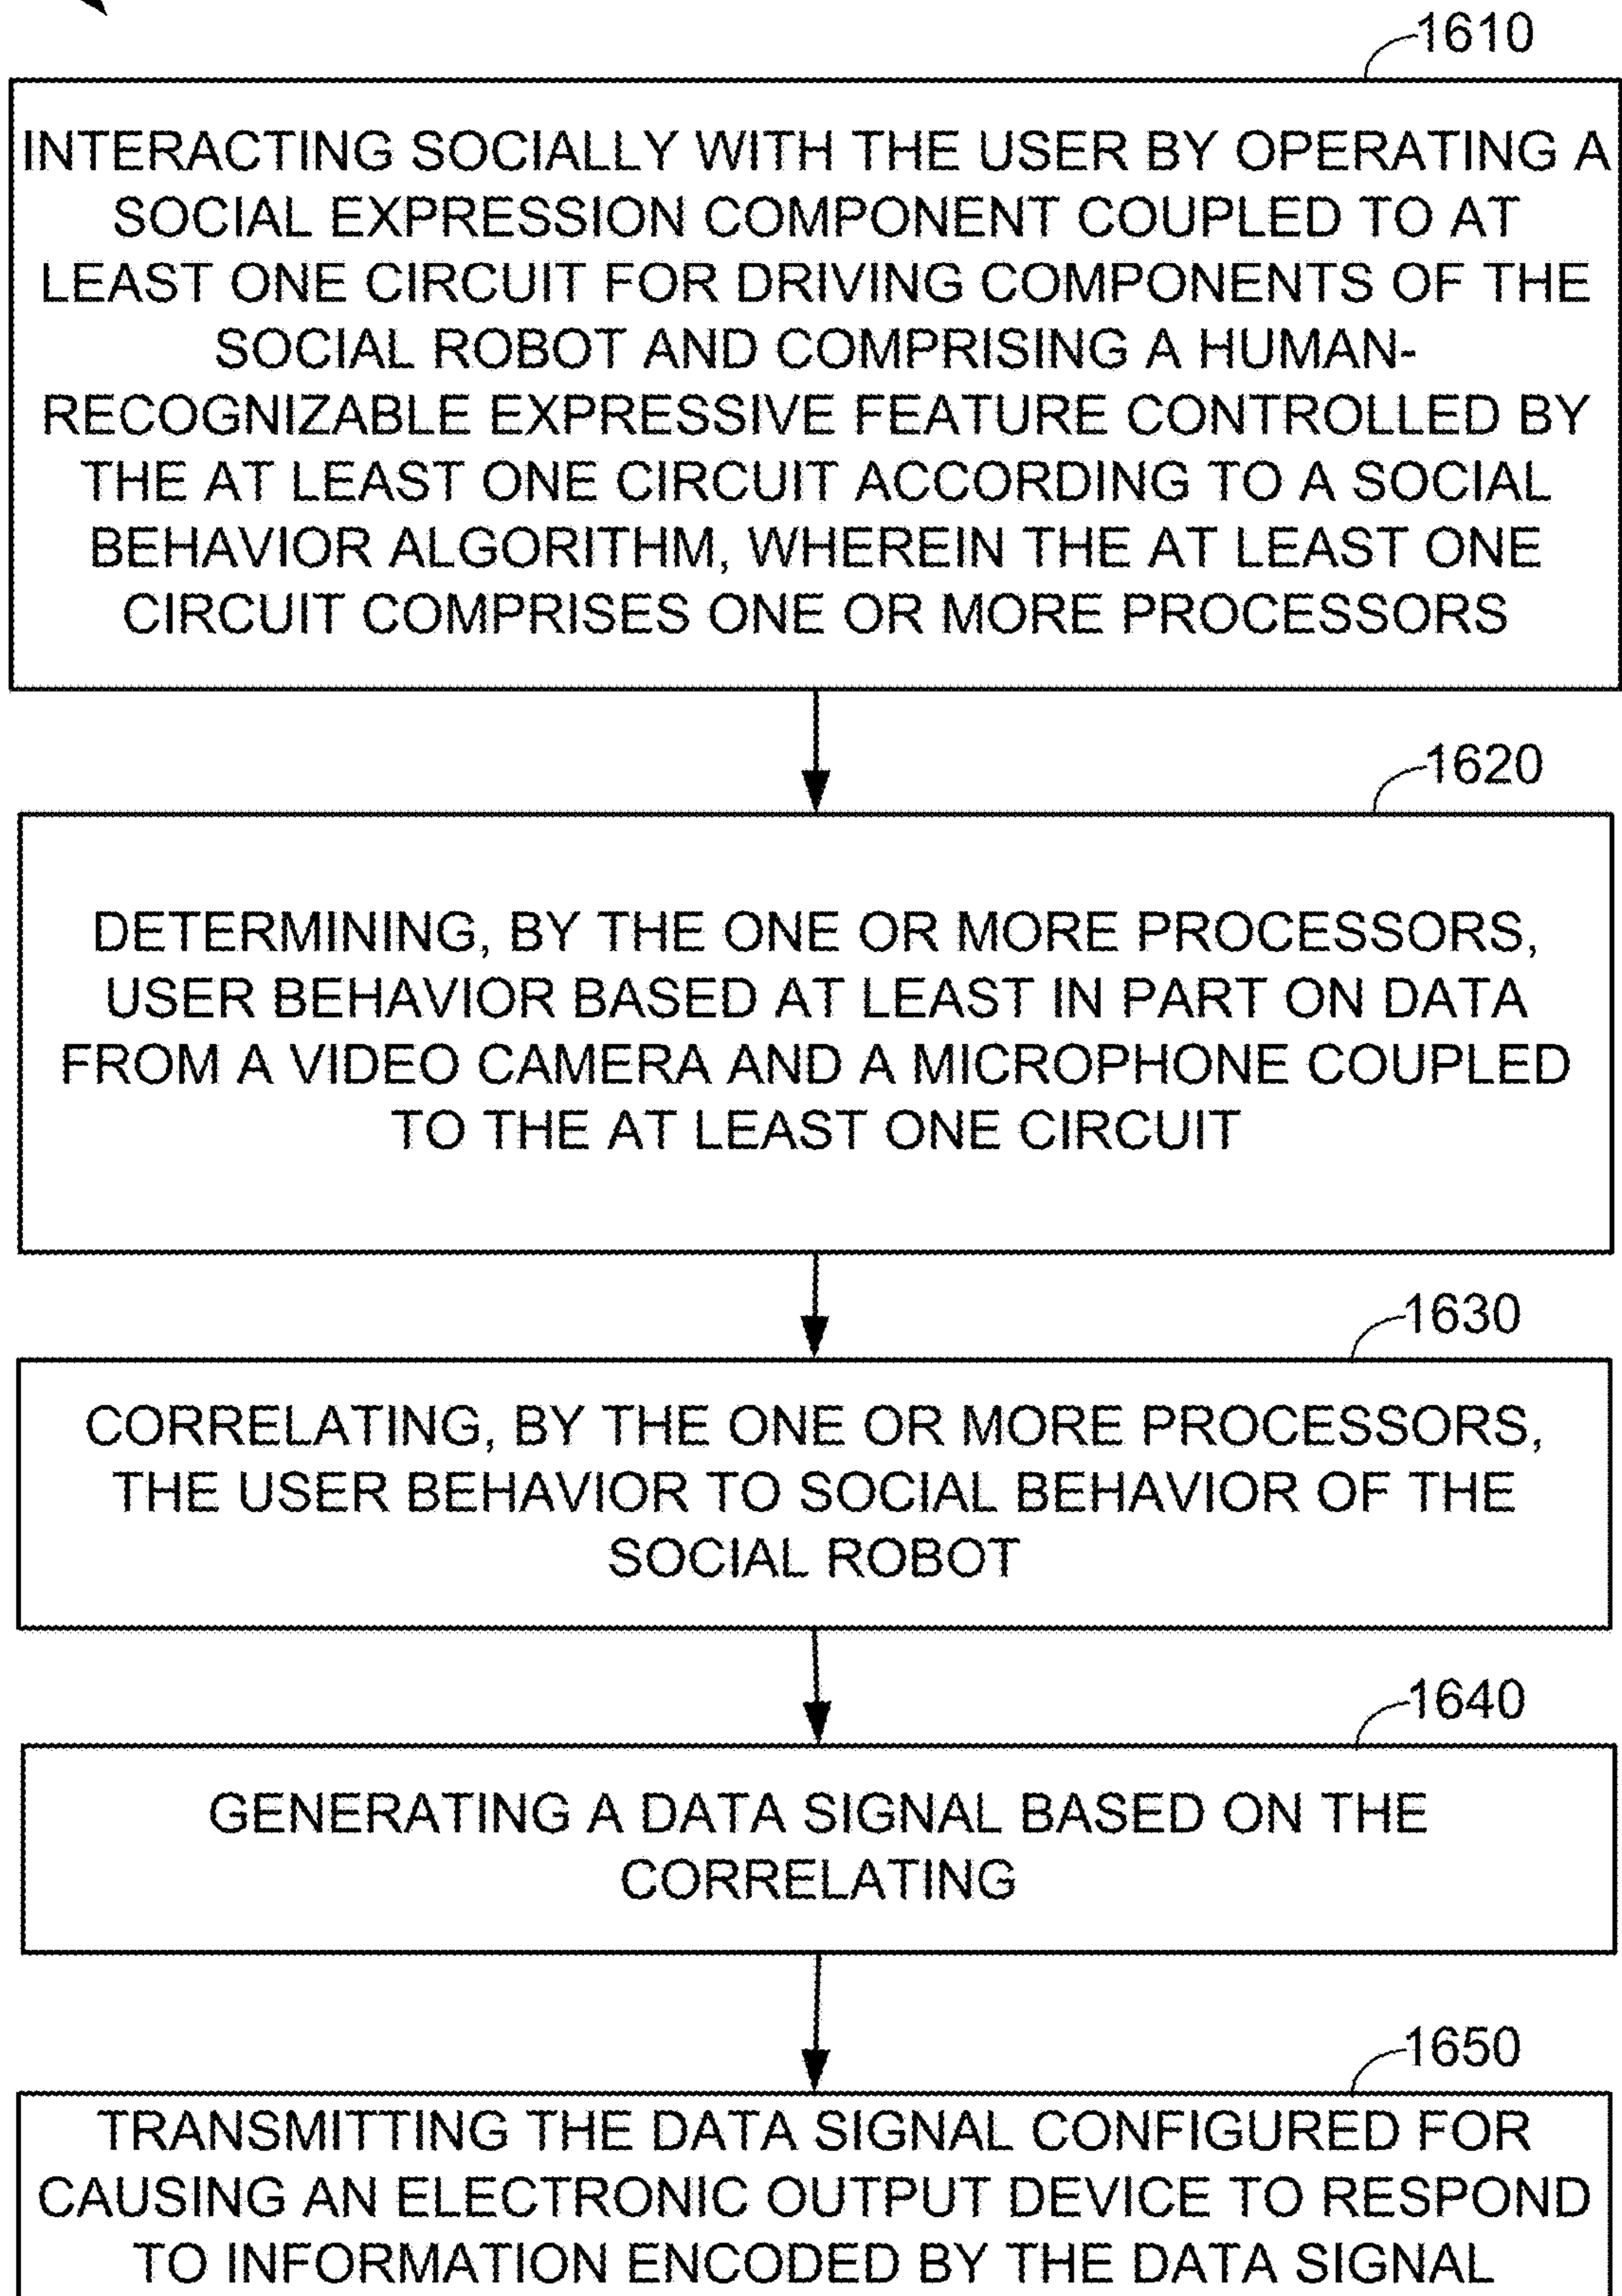 1610
INTERACTING SOCIALLY WITH THE USER BY OPERATING A
SOCIAL EXPRESSION COMPONENT COUPLED TO AT
LEAST ONE CIRCUIT FOR DRIVING COMPONENTS OF THE
SOCIAL ROBOT AND COMPRISING A HUMAN-
RECOGNIZABLE EXPRESSIVE FEATURE CONTROLLED BY
THE AT LEAST ONE CIRCUIT ACCORDING TO A SOCIAL
BEHAVIOR ALGORITHM, WHEREIN THE AT LEAST ONE
CIRCUIT COMPRISES ONE OR MORE PROCESSORS
1620
DETERMINING, BY THE ONE OR MORE PROCESSORS,
USER BEHAVIOR BASED AT LEAST IN PART ON DATA
FROM A VIDEO CAMERA AND A MICROPHONE COUPLED
TO THE AT LEAST ONE CIRCUIT
1630
CORRELATING, BY THE ONE OR MORE PROCESSORS,
THE USER BEHAVIOR TO SOCIAL BEHAVIOR OF THE
SOCIAL ROBOT
1640
GENERATING A DATA SIGNAL BASED ON THE
CORRELATING
1650
TRANSMITTING THE DATA SIGNAL CONFIGURED FOR
CAUSING AN ELECTRONIC OUTPUT DEVICE TO RESPOND
TO INFORMATION ENCODED BY THE DATA SIGNAL